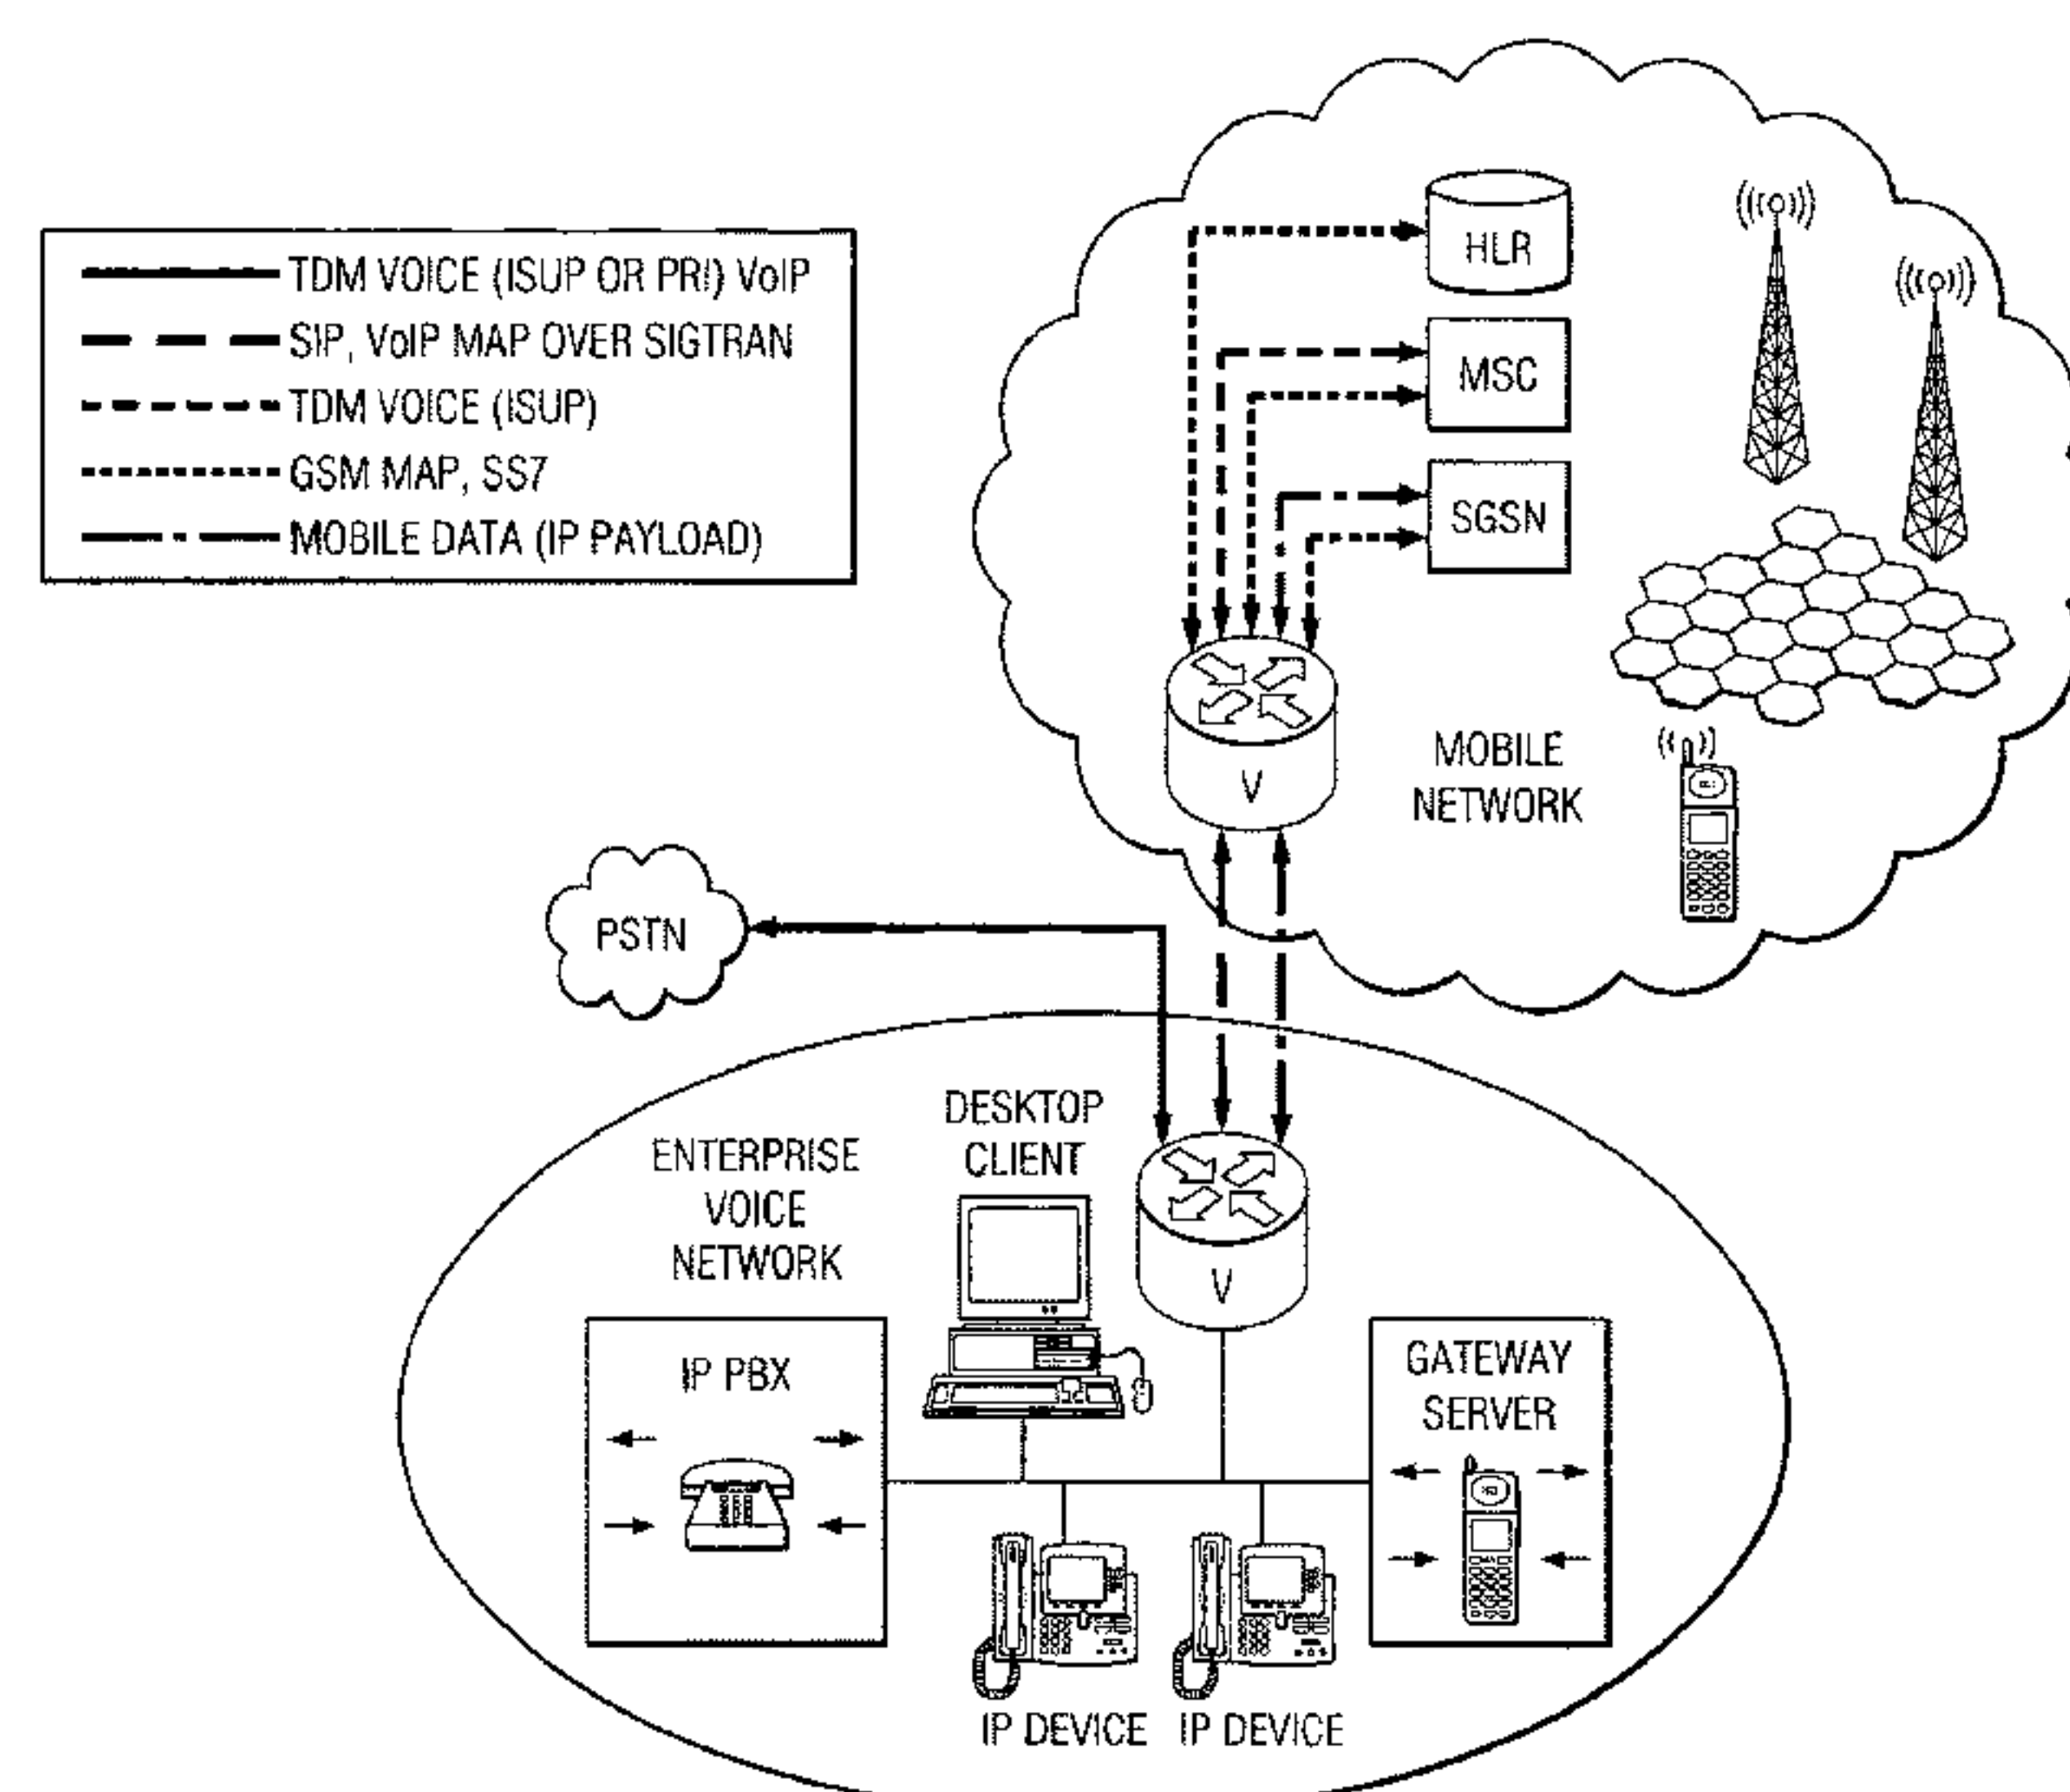 TDM VOICE (ISUP OR PRI) VoIP
SIP, VoIP MAP OVER SIGTRAN
TDM VOICE (ISUP)
GSM MAP, SS7
MOBILE DATA (IP PAYLOAD)
HLR
MSC
SGSN
V
MOBILE
NETWORK
PSTN
ENTERPRISE
VOICE
NETWORK
DESKTOP
CLIENT
V
IP PBX
GATEWAY
SERVER
IP DEVICE
IP DEVICE